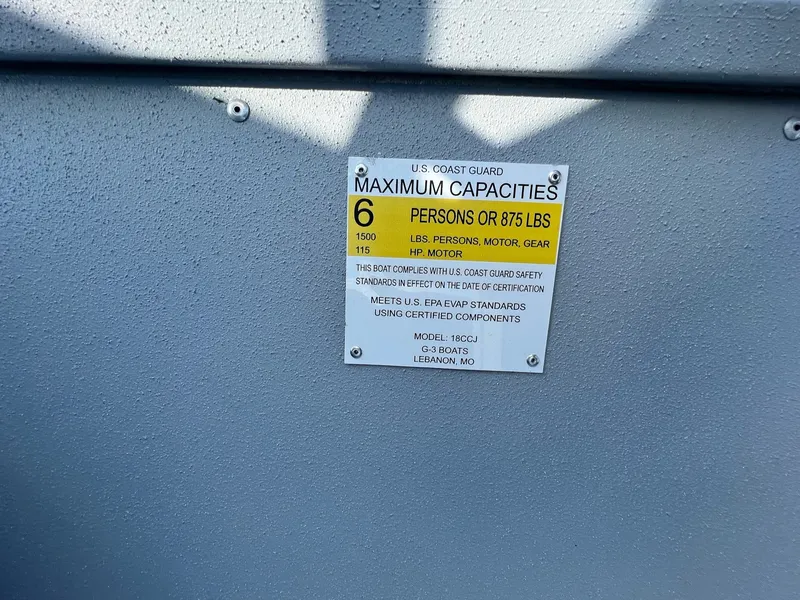 U.S. COAST GUARD
MAXIMUM CAPACITIES
6 PERSONS OR 875 LBS
1500 LBS. PERSONS, MOTOR, GEAR
115 HP. MOTOR
THIS BOAT COMPLIES WITH U.S. COAST GUARD SAFETY
STANDARDS IN EFFECT ON THE DATE OF CERTIFICATION
MEETS U.S. EPA EVAP STANDARDS
USING CERTIFIED COMPONENTS
MODEL: 18CCJ
G-3 BOATS
LEBANON, MO